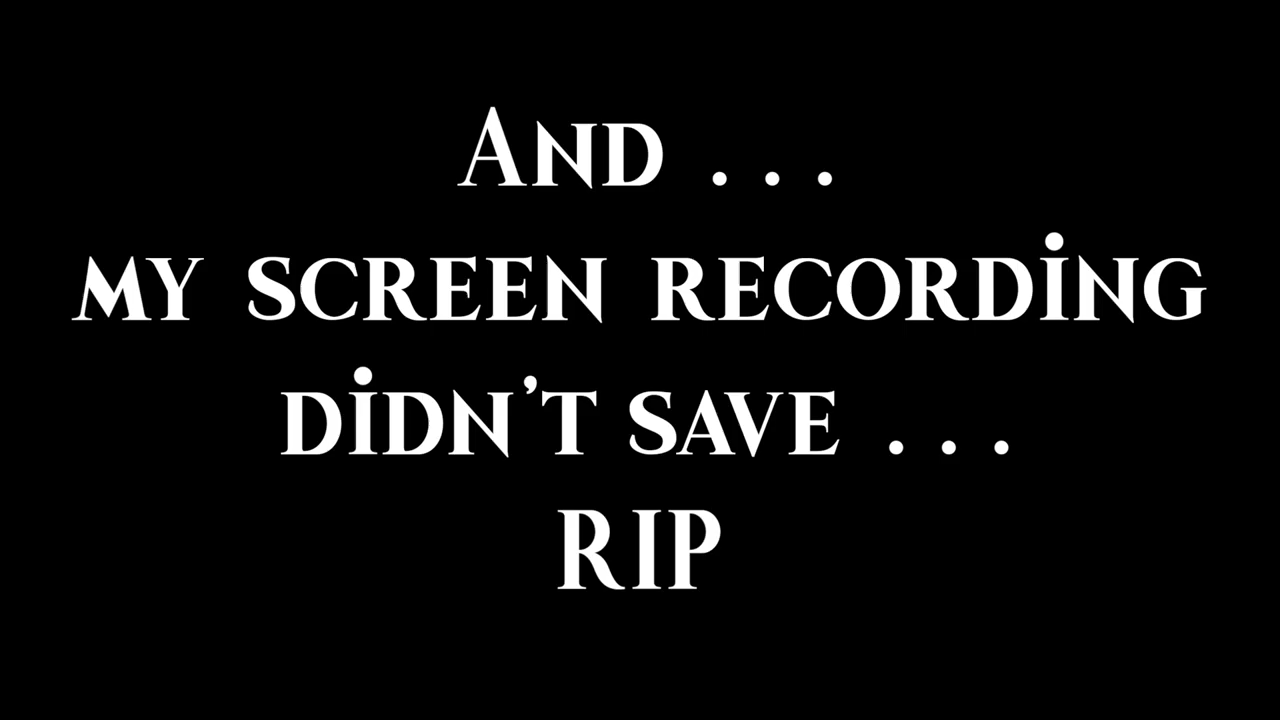 And . . .
my screen recording
didn't save . . .
RIP